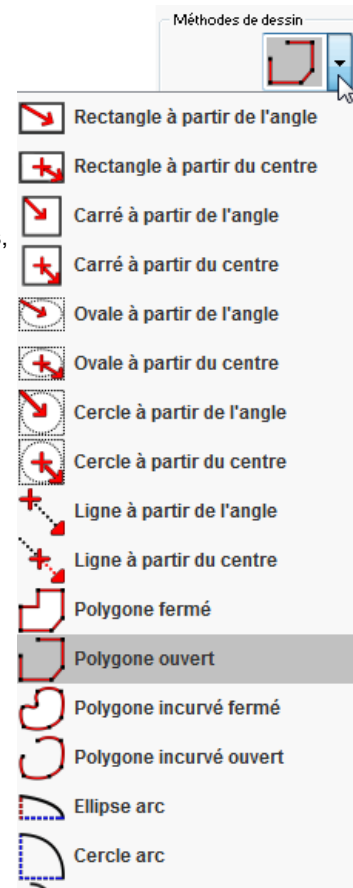 Méthodes de dessin
Rectangle à partir de l'angle
Rectangle à partir du centre
Carré à partir de l'angle
,
Carré à partir du centre
Ovale à partir de l'angle
Ovale à partir du centre
Cercle à partir de l'angle
Cercle à partir du centre
Ligne à partir de l'angle
Ligne à partir du centre
Polygone fermé
Polygone ouvert
Polygone incurvé fermé
Polygone incurvé ouvert
Ellipse arc
Cercle arc